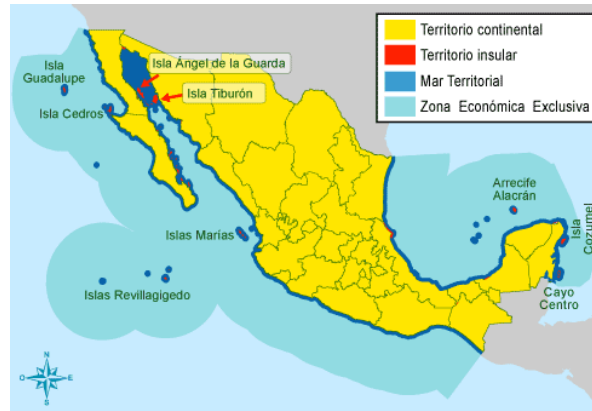 Territorio continental
Territorio insular
Mar Territorial
Zona Económica Exclusiva
Isla Ángel de la Guarda
Isla
Guadalupe
Isla Tiburón
Isla Cedros
Arrecife
Alacrán
Isla
Cozumel
Islas Marías
Cayo
Centro
Islas Revillagigedo
N
O
E
S